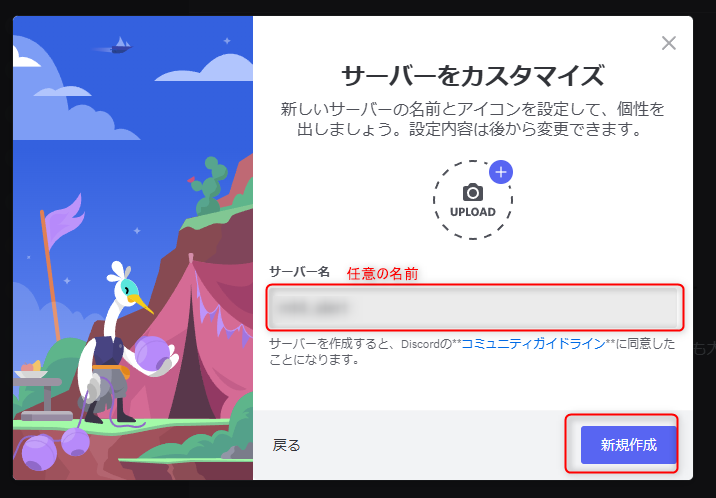 サーバーをカスタマイズ
新しいサーバーの名前とアイコンを設定して、個性を
出しましょう。設定内容は後から変更できます。
UPLOAD
サーバー名 任意の名前
サーバーを作成すると、Discordの**コミュニティガイドライン**に同意した
ことになります。
戻る 新規作成